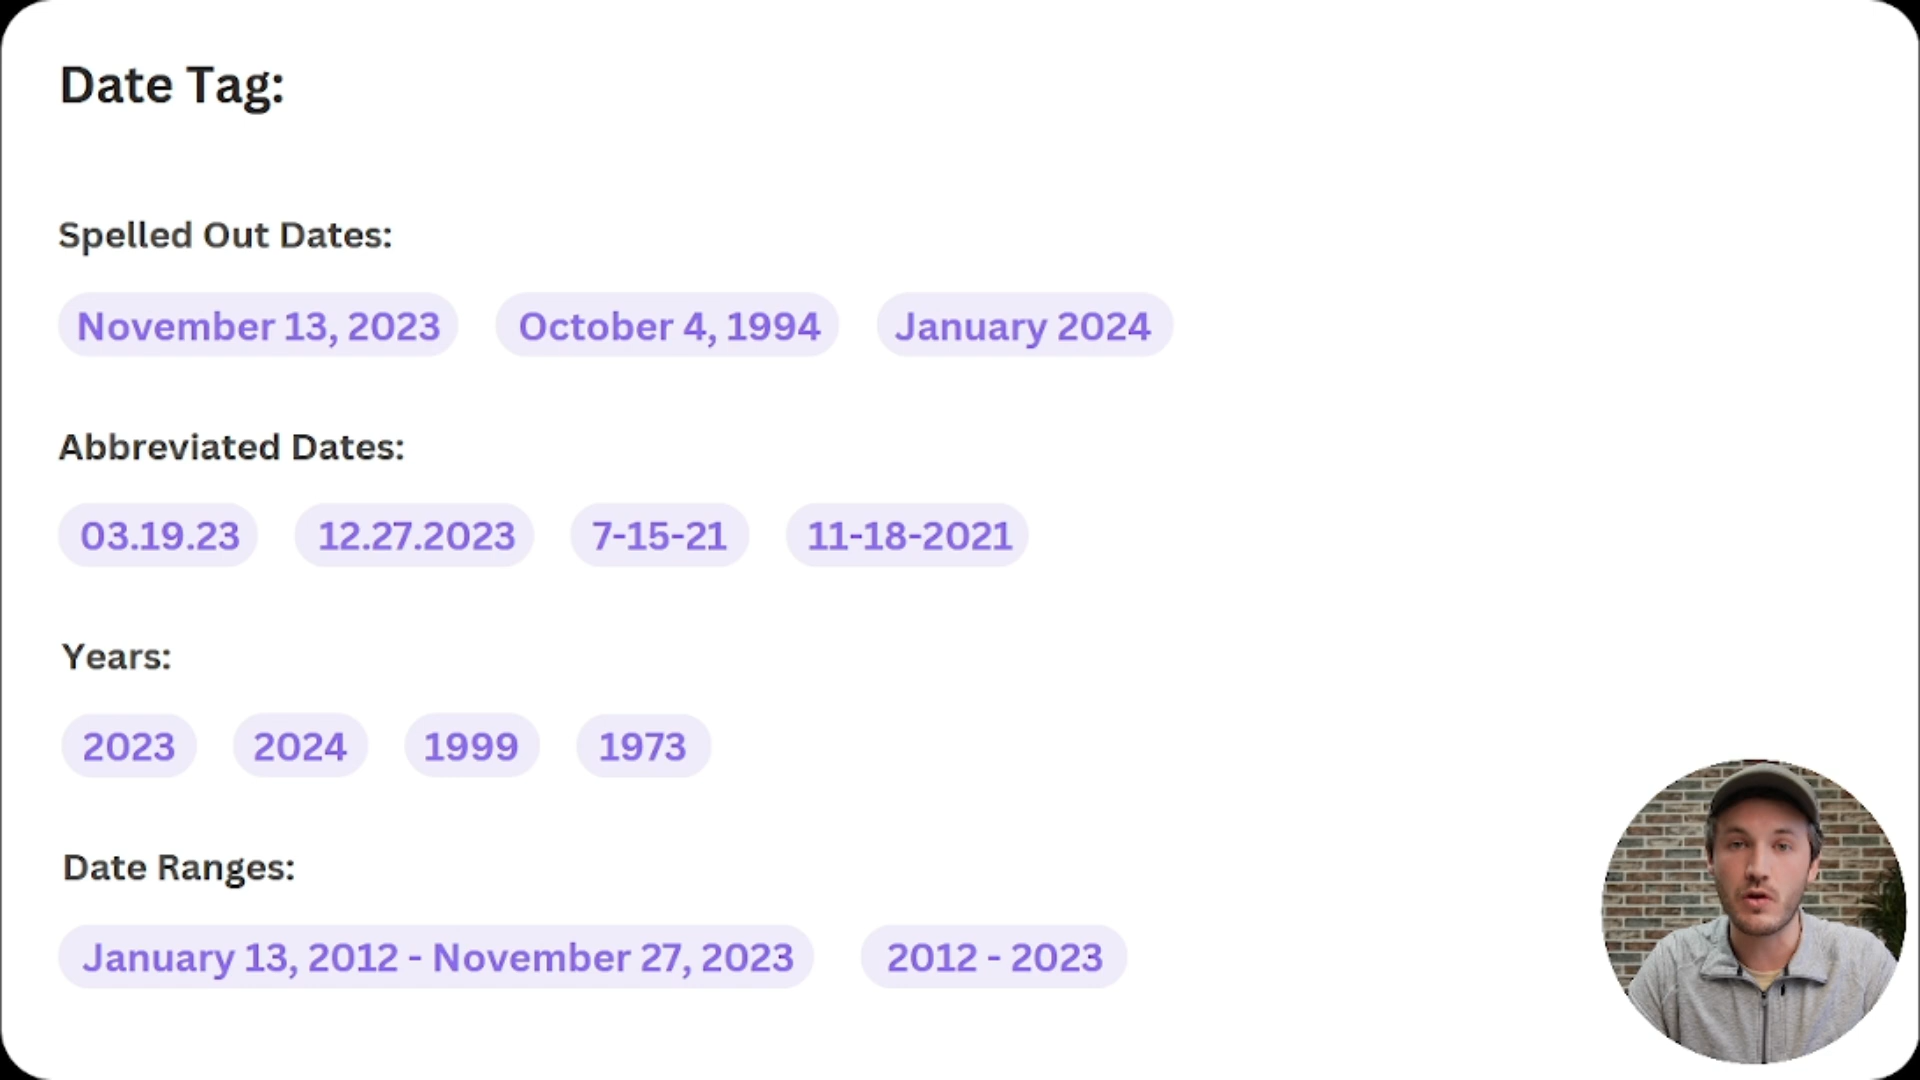 Date Tag:
Spelled Out Dates:
November 13, 2023 October 4, 1994 January 2024
Abbreviated Dates:
03.19.23 12.27.2023 7-15-21 11-18-2021
Years:
2023 2024 1999 1973
Date Ranges:
January 13, 2012 - November 27, 2023 2012 - 2023